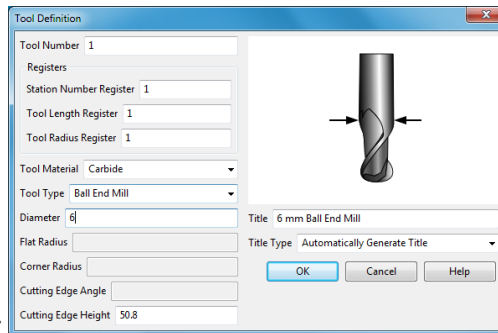 Tool Definition
Tool Number 1
Registers
Station Number Register 1
Tool Length Register 1
Tool Radius Register 1
Tool Material Carbide
Tool Type Ball End Mill
Diameter 6
Title 6 mm Ball End Mill
Flat Radius
Title Type Automatically Generate Title
Corner Radius
OK Cancel Help
Cutting Edge Angle
Cutting Edge Height 50.8